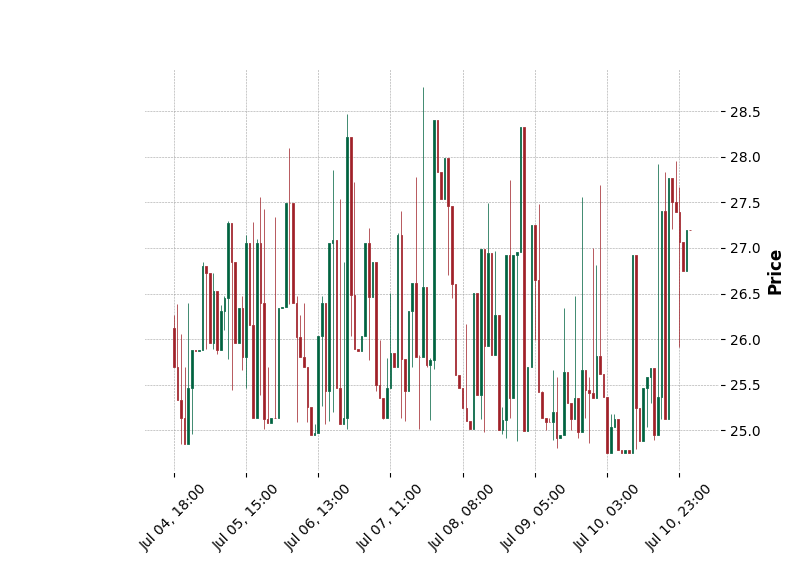 28.5
28.0
27.5
27.0
26.5
26.0
25.5
25.0
Price
Jul 04, 18:00
Jul 05, 15:00
Jul 06, 13:00
Jul 07, 11:00
Jul 08, 08:00
Jul 09, 05:00
Jul 10, 03:00
Jul 10, 23:00